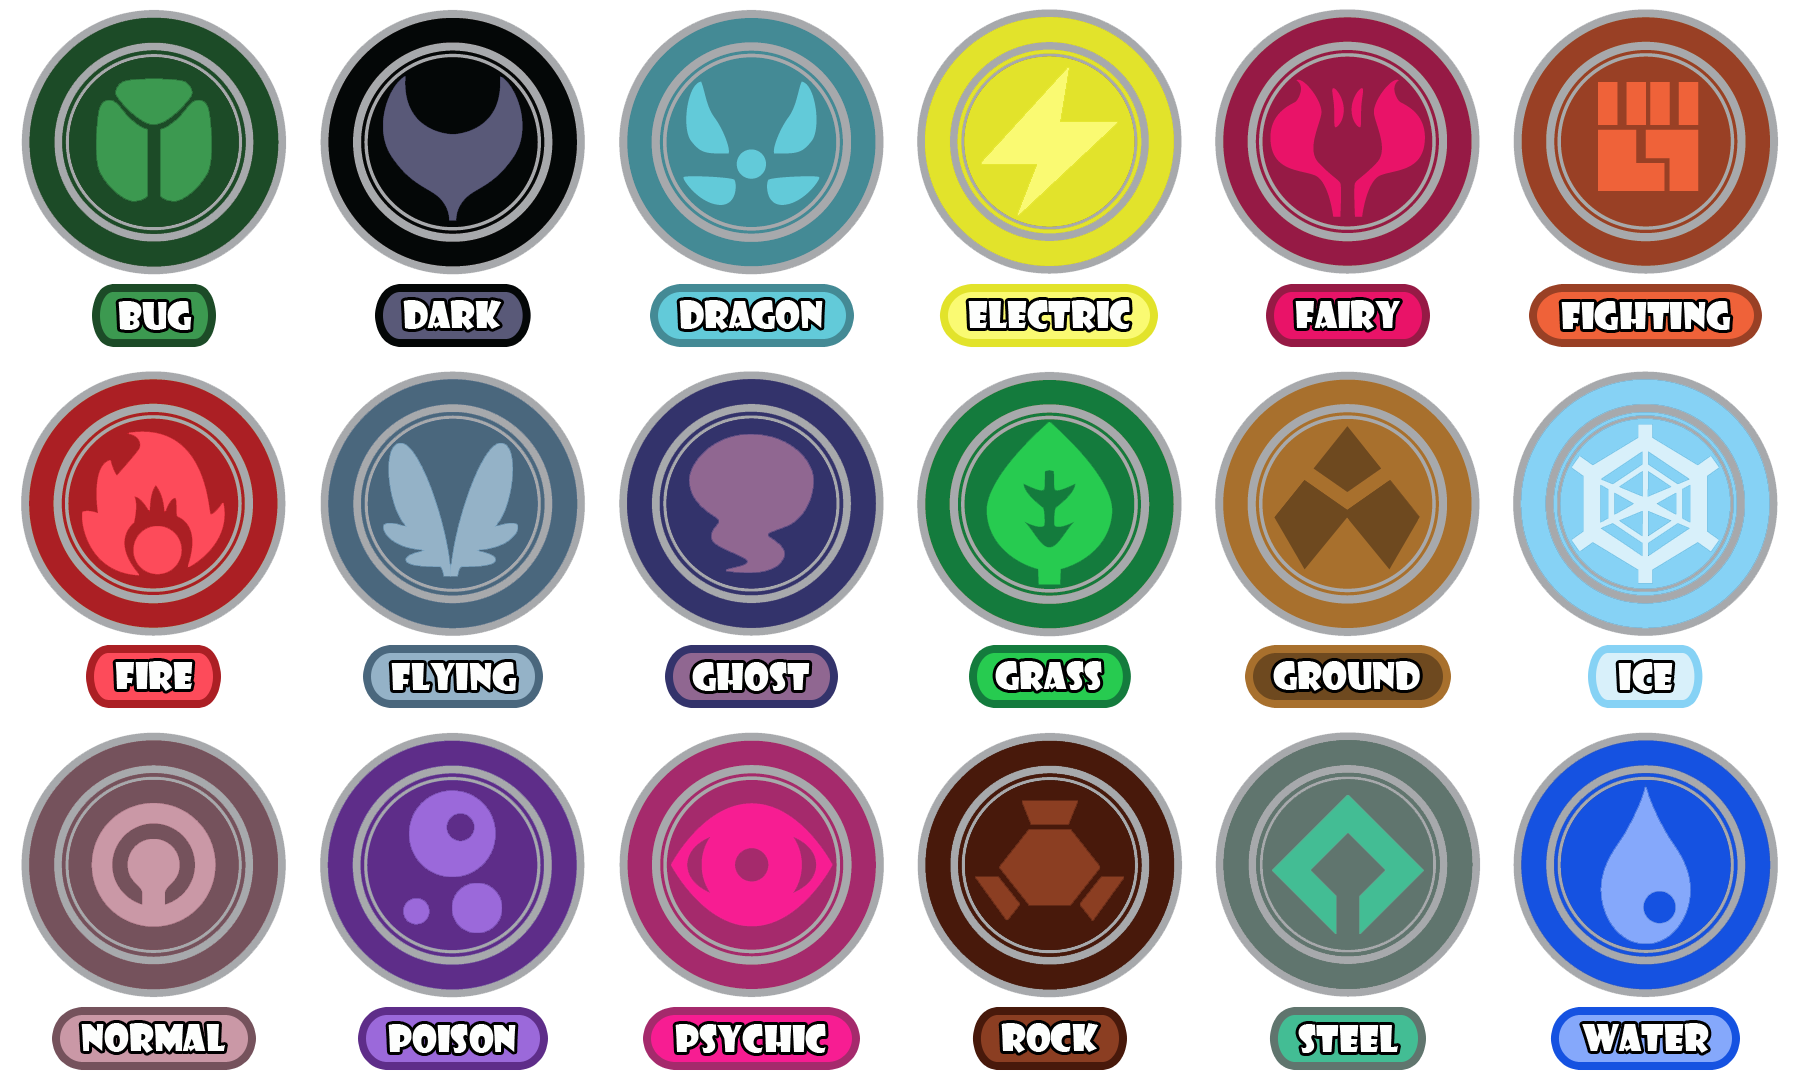 BUG
DARK
DRAGON
ELECTRIC
FAIRY
FIGHTING
FIRE
FLYING
GHOST
GRASS
GROUND
ICE
NORMAL
POISON
PSYCHIC
ROCK
STEEL
WATER